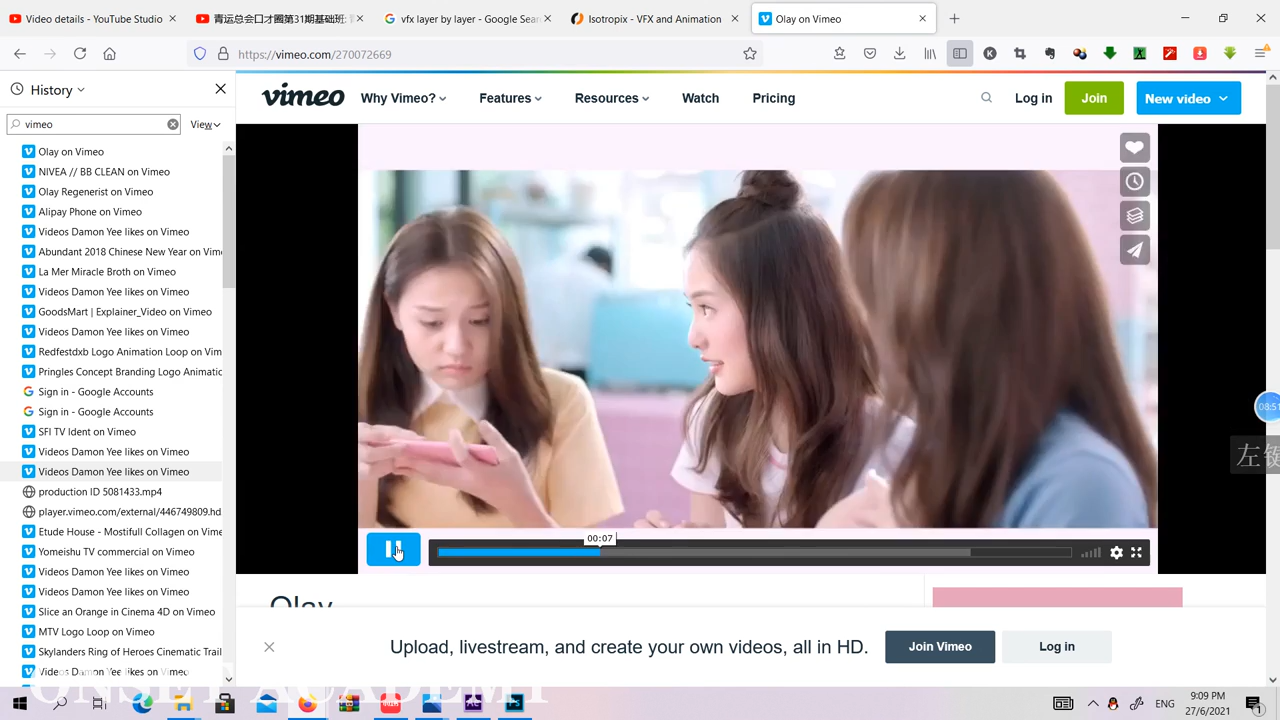 Video details - YouTube Studio
青运总会口才圈第31期基础班:
vfx layer by layer - Google Sear
Isotropix - VFX and Animation
Olay on Vimeo
https://vimeo.com/270072669
History
vimeo
View
vimeo
Why Vimeo?
Features
Resources
Watch
Pricing
Log in
Join
New video
Olay on Vimeo
NIVEA // BB CLEAN on Vimeo
Olay Regenerist on Vimeo
Alipay Phone on Vimeo
Videos Damon Yee likes on Vimeo
Abundant 2018 Chinese New Year on Vim
La Mer Miracle Broth on Vimeo
Videos Damon Yee likes on Vimeo
GoodsMart | Explainer_Video on Vimeo
Videos Damon Yee likes on Vimeo
Redfestdxb Logo Animation Loop on Vim
Pringles Concept Branding Logo Animatic
Sign in - Google Accounts
Sign in - Google Accounts
SFI TV Ident on Vimeo
Videos Damon Yee likes on Vimeo
Videos Damon Yee likes on Vimeo
production ID 5081433.mp4
player.vimeo.com/external/446749809.hd
Etude House - Mostifull Collagen on Vime
Yomeishu TV commercial on Vimeo
Videos Damon Yee likes on Vimeo
Videos Damon Yee likes on Vimeo
Slice an Orange in Cinema 4D on Vimeo
MTV Logo Loop on Vimeo
Skylanders Ring of Heroes Cinematic Trail
Videos Damon Yee likes on Vimeo
08:51
左
00:07
Olay
Upload, livestream, and create your own videos, all in HD.
Join Vimeo
Log in
ENG
9:09 PM
27/6/2021